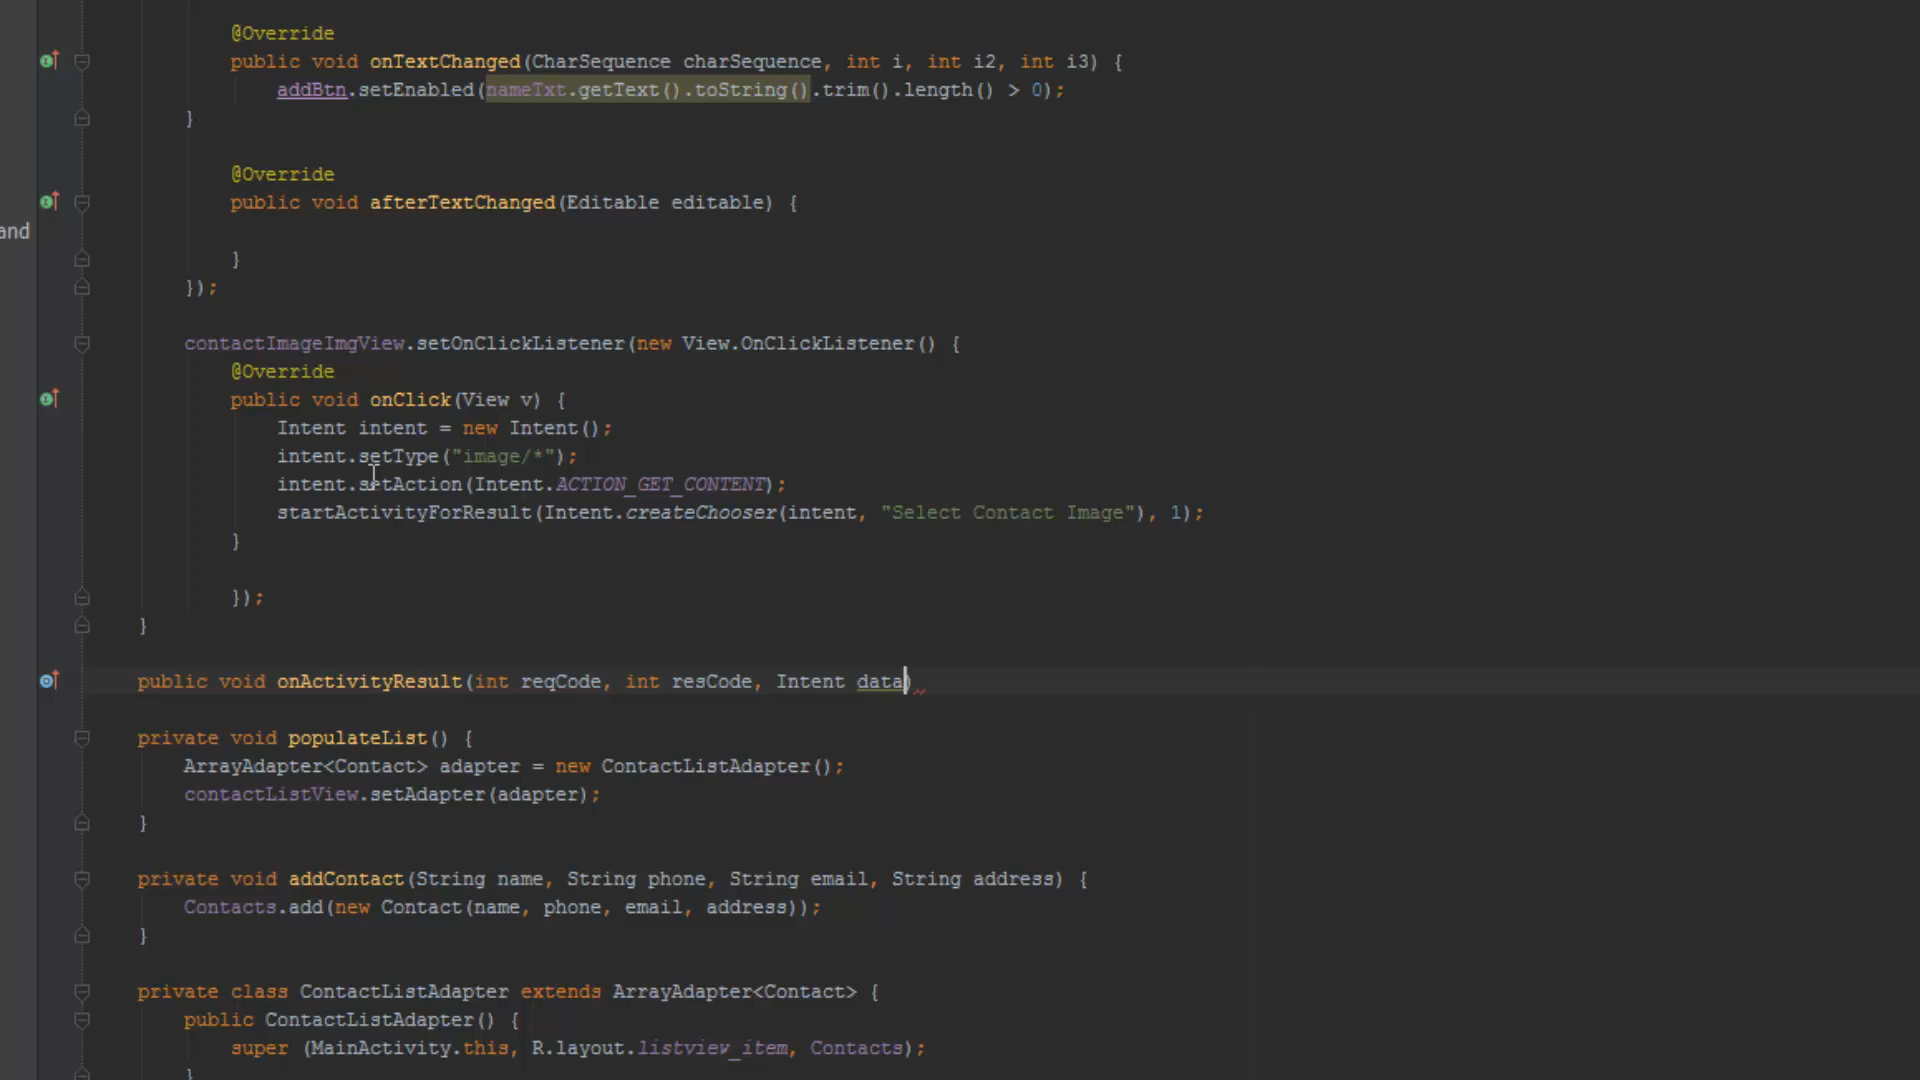 @Override
public void onTextChanged(CharSequence charSequence, int i, int i2, int i3) {
addBtn.setEnabled(nameTxt.getText().toString().trim().length() > 0);
}
@Override
public void afterTextChanged(Editable editable) {
and
}
});
contactImageImgView.setOnClickListener(new View.OnClickListener() {
@Override
public void onClick(View v) {
Intent intent = new Intent();
intent.setType("image/*");
intent.setAction(Intent.ACTION_GET_CONTENT);
startActivityForResult(Intent.createChooser(intent, "Select Contact Image"), 1);
}
});
}
public void onActivityResult(int reqCode, int resCode, Intent data)
private void populateList() {
ArrayAdapter<Contact> adapter = new ContactListAdapter();
contactListView.setAdapter(adapter);
}
private void addContact(String name, String phone, String email, String address) {
Contacts.add(new Contact(name, phone, email, address));
}
private class ContactListAdapter extends ArrayAdapter<Contact> {
public ContactListAdapter() {
super (MainActivity.this, R.layout.listview_item, Contacts);
}